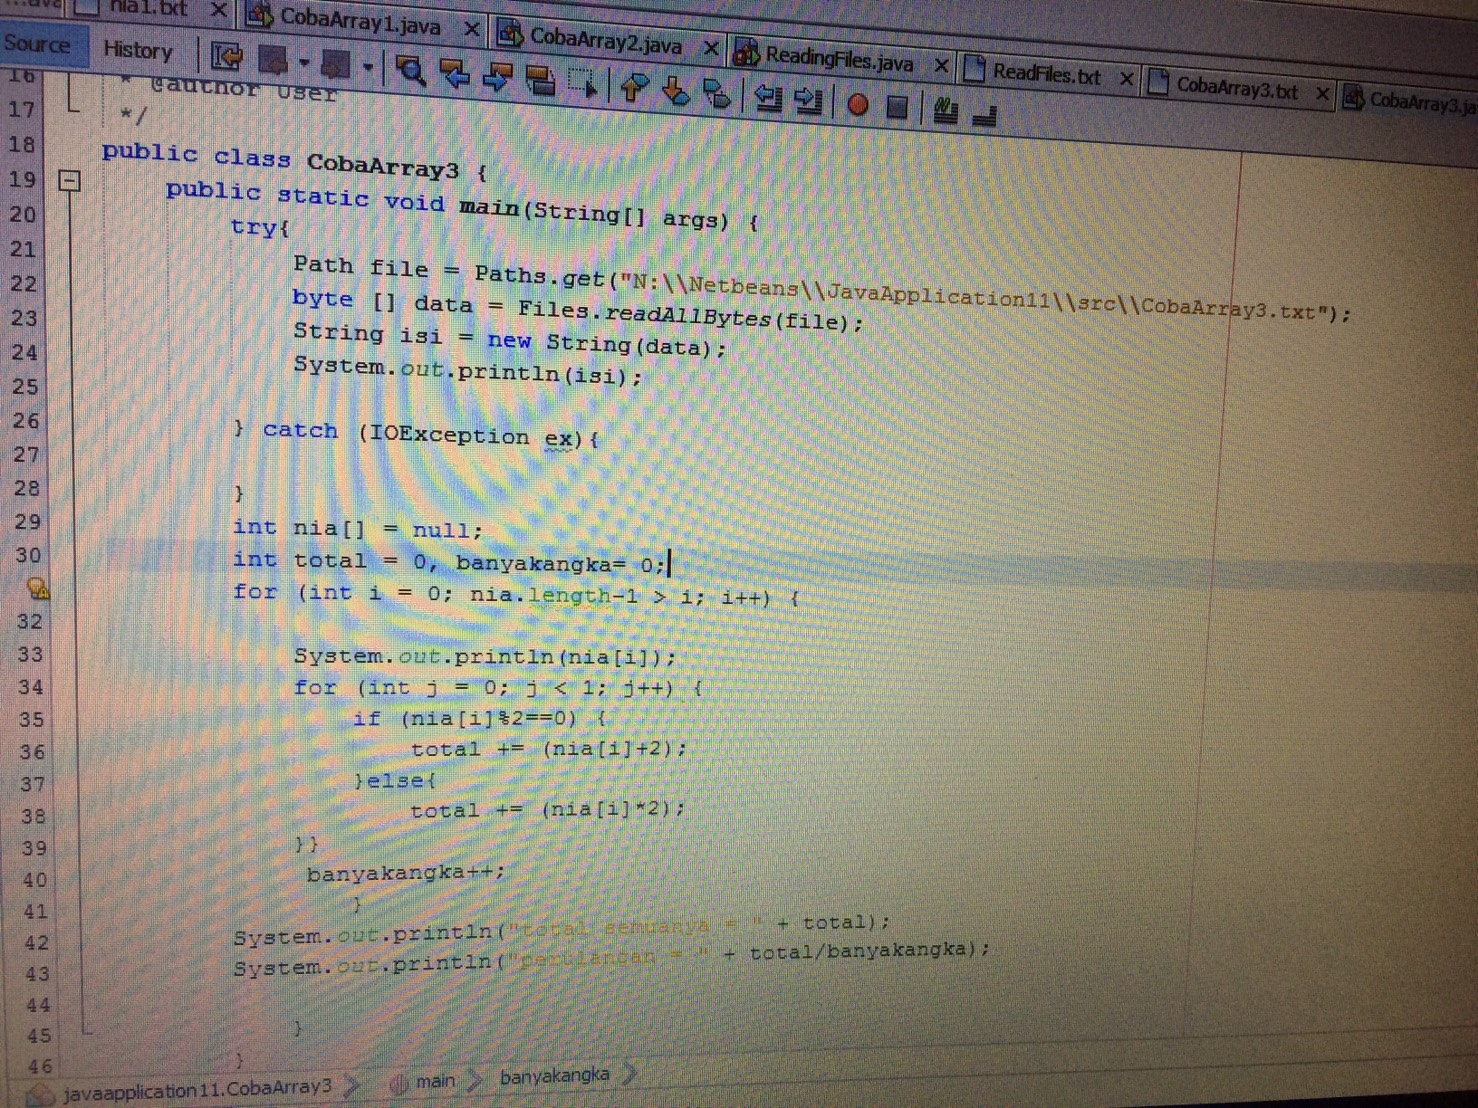 nia1.txt CobaArray1.java CobaArray2.java ReadingFiles.java ReadFiles.txt CobaArray3.txt CobaArray3.ja
Source History
16 * @author User
17 */
18 public class CobaArray3 {
19 public static void main(String[] args) {
20 try{
21 Path file = Paths.get("N:\\Netbeans\\JavaApplication11\\src\\CobaArray3.txt");
22 byte [] data = Files.readAllBytes(file);
23 String isi = new String(data);
24 System.out.println(isi);
25
26 } catch (IOException ex){
27
28 }
29 int nia[] = null;
30 int total = 0, banyakangka= 0;
for (int i = 0; nia.length-1 > i; i++) {
32
33 System.out.println(nia[i]);
34 for (int j = 0; j < 1; j++) {
35 if (nia[i]%2==0) {
36 total += (nia[i]+2);
37 }else{
38 total += (nia[i]*2);
39 }}
40 banyakangka++;
41 }
42 System.out.println("total semuanya = " + total);
43 System.out.println(" = " + total/banyakangka);
44
45 }
46 }
javaapplication11.CobaArray3 main banyakangka